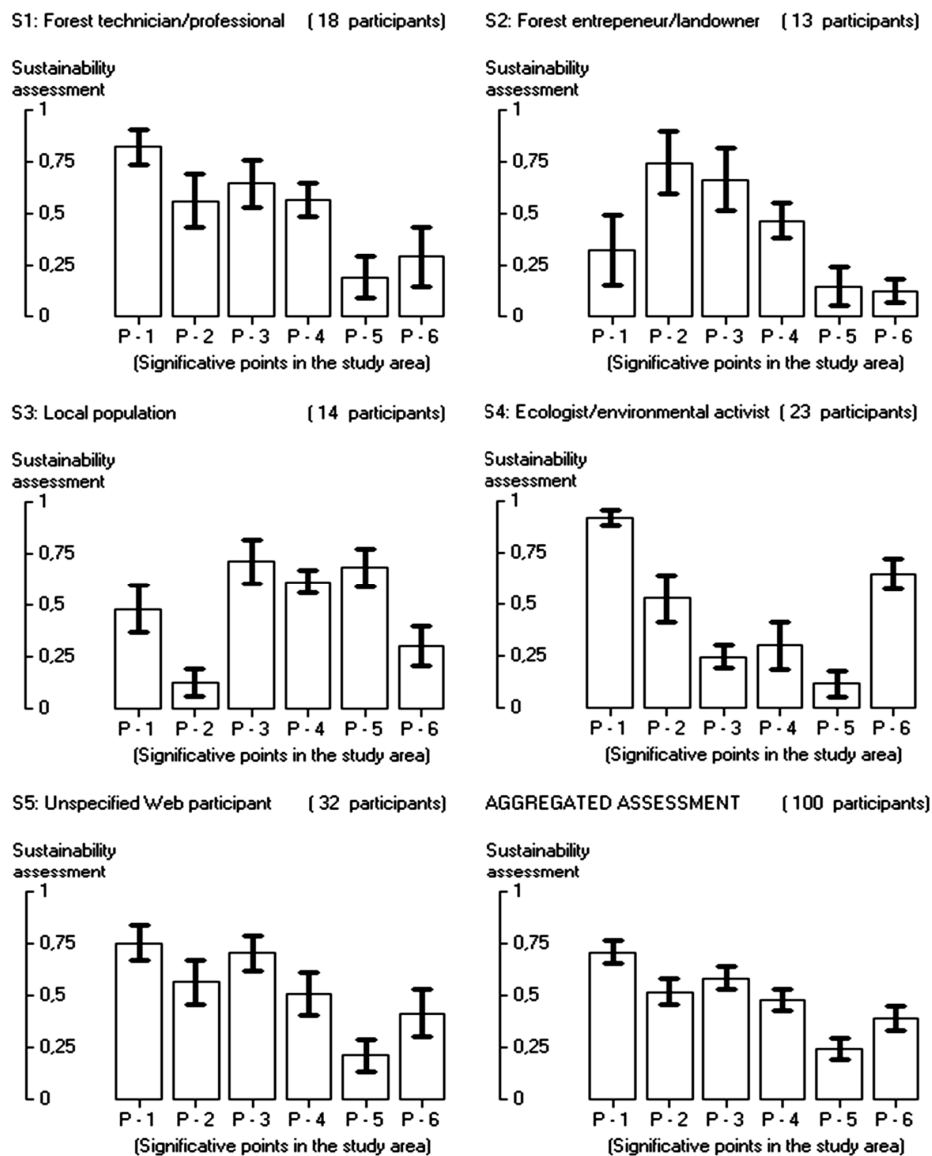 S1: Forest technician/professional (18 participants)
Sustainability
assessment
1
0,75
0,5
0,25
0
P - 1 P - 2 P - 3 P - 4 P - 5 P - 6
(Significative points in the study area)
S2: Forest entrepeneur/landowner (13 participants)
Sustainability
assessment
1
0,75
0,5
0,25
0
P - 1 P - 2 P - 3 P - 4 P - 5 P - 6
(Significative points in the study area)
S3: Local population (14 participants)
Sustainability
assessment
1
0,75
0,5
0,25
0
P - 1 P - 2 P - 3 P - 4 P - 5 P - 6
(Significative points in the study area)
S4: Ecologist/environmental activist (23 participants)
Sustainability
assessment
1
0,75
0,5
0,25
0
P - 1 P - 2 P - 3 P - 4 P - 5 P - 6
(Significative points in the study area)
S5: Unspecified Web participant (32 participants)
Sustainability
assessment
1
0,75
0,5
0,25
0
P - 1 P - 2 P - 3 P - 4 P - 5 P - 6
(Significative points in the study area)
AGGREGATED ASSESSMENT (100 participants)
Sustainability
assessment
1
0,75
0,5
0,25
0
P - 1 P - 2 P - 3 P - 4 P - 5 P - 6
(Significative points in the study area)